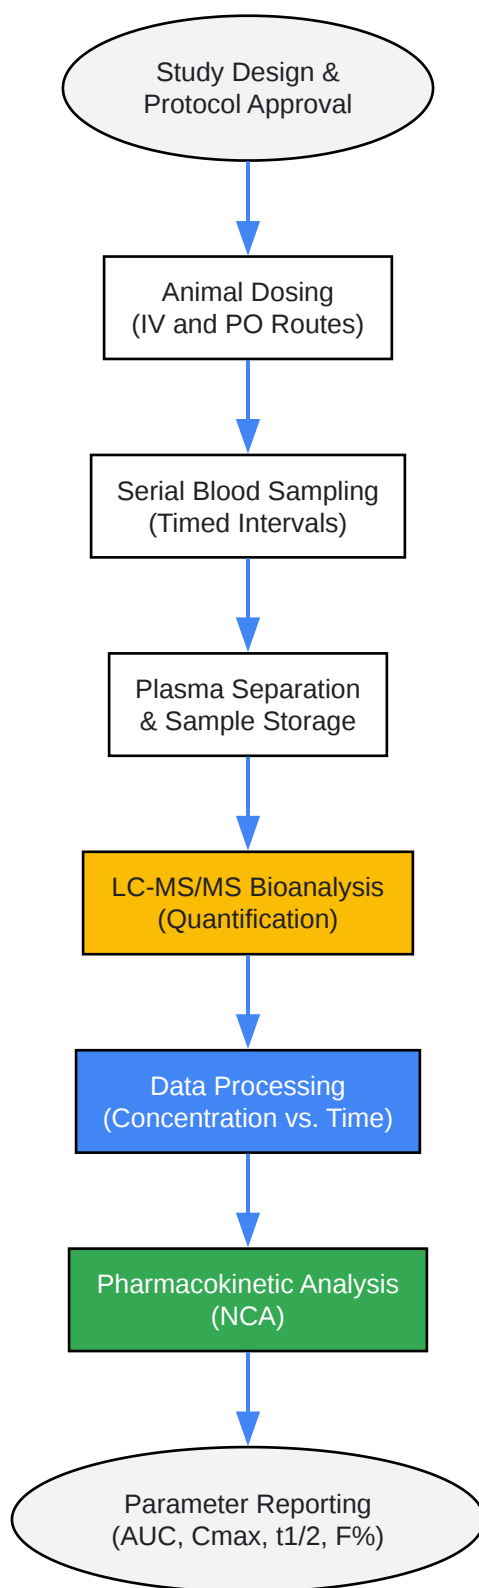 Study Design &
Protocol Approval
Animal Dosing
(IV and PO Routes)
Serial Blood Sampling
(Timed Intervals)
Plasma Separation
& Sample Storage
LC-MS/MS Bioanalysis
(Quantification)
Data Processing
(Concentration vs. Time)
Pharmacokinetic Analysis
(NCA)
Parameter Reporting
(AUC, Cmax, t1/2, F%)